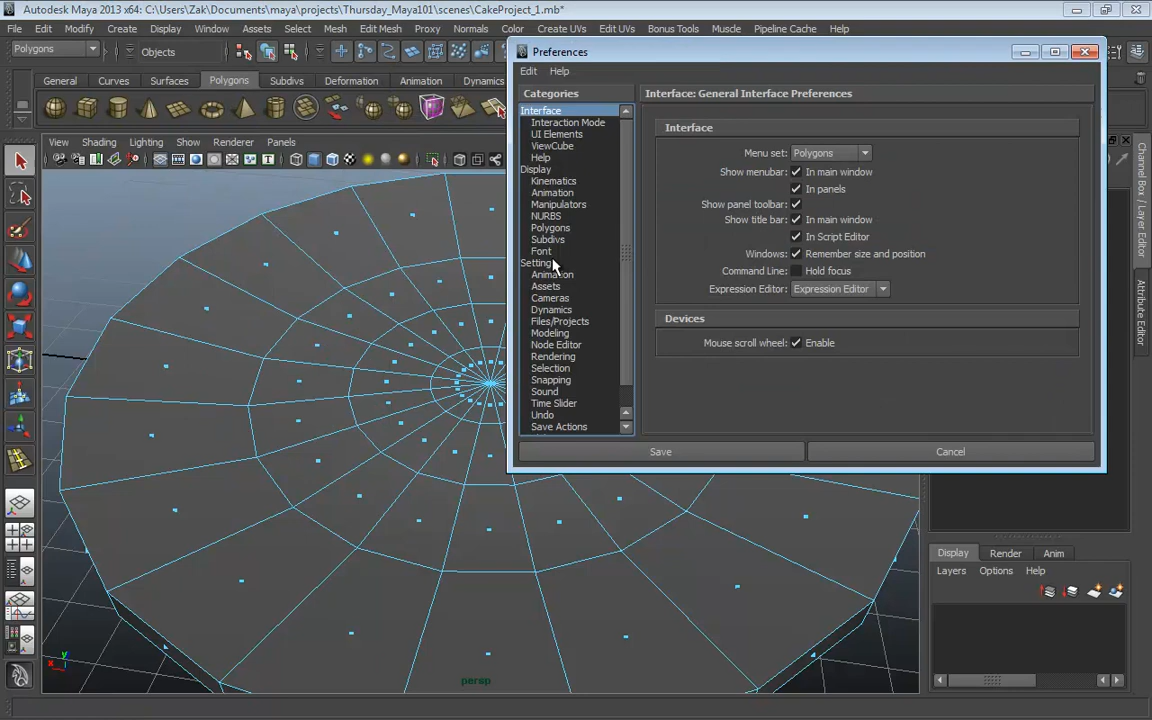 Autodesk Maya 2013 x64: C:\Users\Zak\Documents\maya\projects\Thursday_Maya101\scenes\CakeProject_1.mb*
File Edit Modify Create Display Window Assets Select Mesh Edit Mesh Proxy Normals Color Create UVs Edit UVs Bonus Tools Muscle Pipeline Cache Help
Polygons Objects
General Curves Surfaces Polygons Subdivs Deformation Animation Dynamics
View Shading Lighting Show Renderer Panels
persp
y
x
Preferences
Edit Help
Categories
Interface
Interaction Mode
UI Elements
ViewCube
Help
Display
Kinematics
Animation
Manipulators
NURBS
Polygons
Subdivs
Font
Settings
Animation
Assets
Cameras
Dynamics
Files/Projects
Modeling
Node Editor
Rendering
Selection
Snapping
Sound
Time Slider
Undo
Save Actions
Interface: General Interface Preferences
Interface
Menu set: Polygons
Show menubar: In main window
In panels
Show panel toolbar:
Show title bar: In main window
In Script Editor
Windows: Remember size and position
Command Line: Hold focus
Expression Editor: Expression Editor
Devices
Mouse scroll wheel: Enable
Save Cancel
Channel Box / Layer Editor
Attribute Editor
Display Render Anim
Layers Options Help